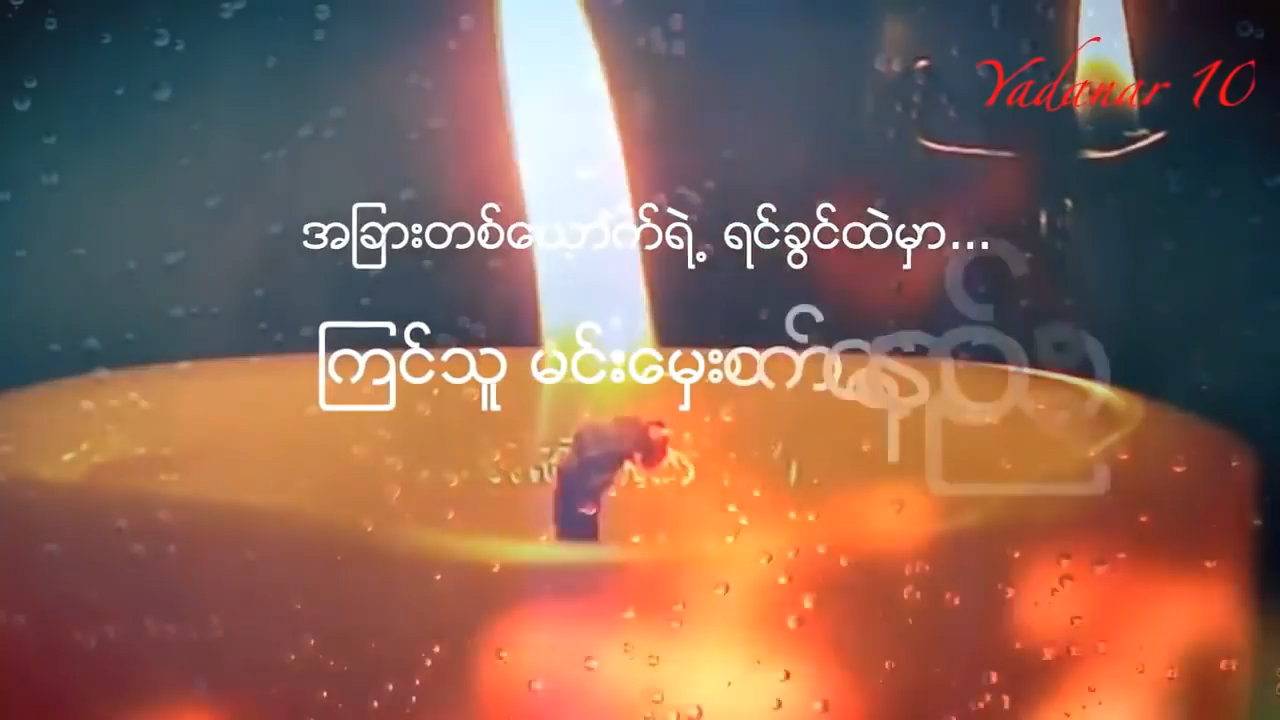 Yadanar 10
အခြားတစ်ယောက်ရဲ့ ရင်ခွင်ထဲမှာ...
ကြင်သူ မင်းမှေးစက်